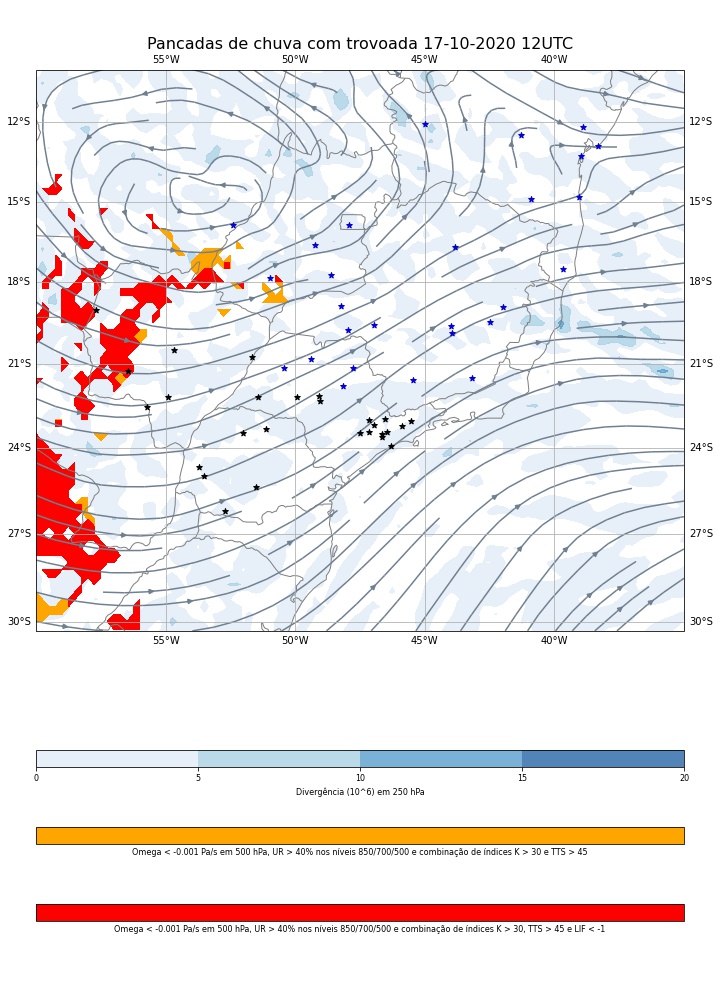 Pancadas de chuva com trovoada 17-10-2020 12UTC
55°W 50°W 45°W 40°W
12°S 12°S
15°S 15°S
18°S 18°S
21°S 21°S
24°S 24°S
27°S 27°S
30°S 30°S
55°W 50°W 45°W 40°W
0 5 10 15 20
Divergência (10^6) em 250 hPa
Omega < -0.001 Pa/s em 500 hPa, UR > 40% nos níveis 850/700/500 e combinação de índices K > 30 e TTS > 45
Omega < -0.001 Pa/s em 500 hPa, UR > 40% nos níveis 850/700/500 e combinação de índices K > 30, TTS > 45 e LIF < -1